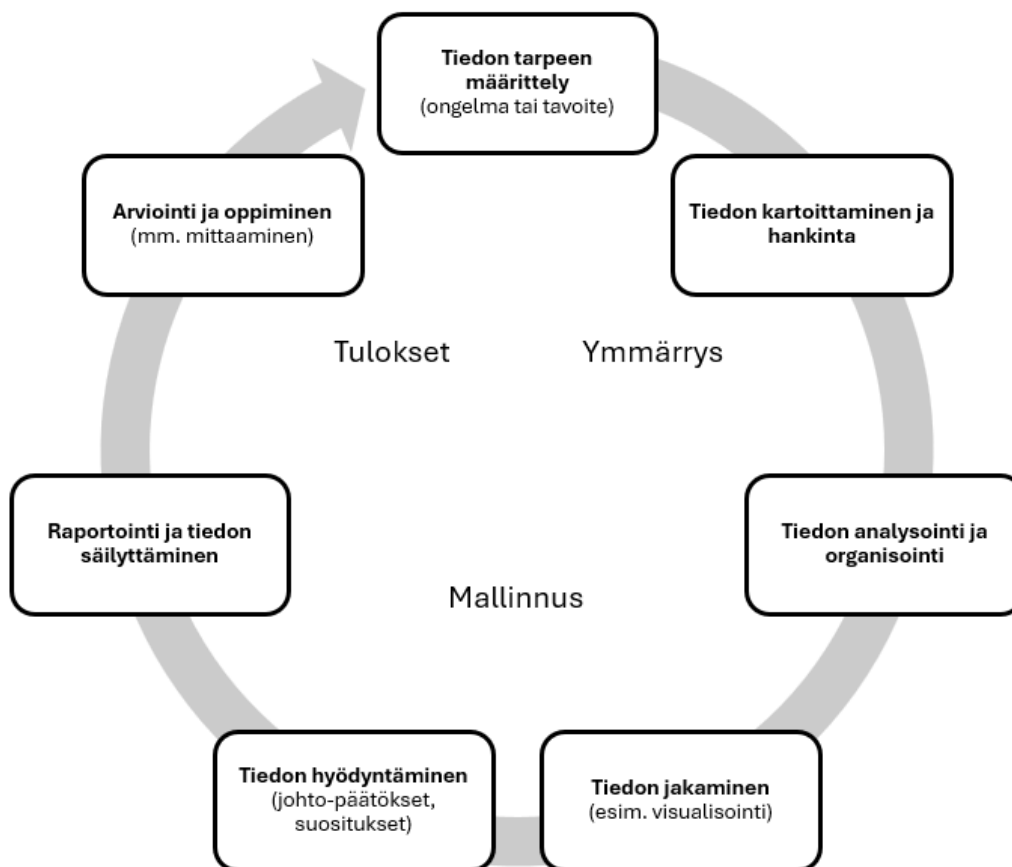 Tiedon tarpeen
määrittely
(ongelma tai tavoite)
Tiedon kartoittaminen ja
hankinta
Tiedon analysointi ja
organisointi
Tiedon jakaminen
(esim. visualisointi)
Tiedon hyödyntäminen
(johto-päätökset,
suositukset)
Raportointi ja tiedon
säilyttäminen
Arviointi ja oppiminen
(mm. mittaaminen)
Tulokset
Ymmärrys
Mallinnus